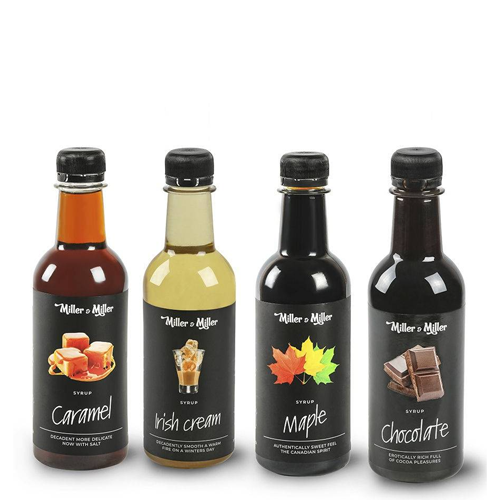 Miller & Miller
SYRUP
Caramel
DECADENT MORE DELICATE
NOW WITH SALT
Miller & Miller
SYRUP
Irish cream
DECADENTLY SMOOTH A WARM
FIRE ON A WINTERS DAY
Miller & Miller
SYRUP
Maple
AUTHENTICALLY SWEET FEEL
THE CANADIAN SPIRIT
Miller & Miller
SYRUP
Chocolate
EROTICALLY RICH FULL
OF COCOA PLEASURES